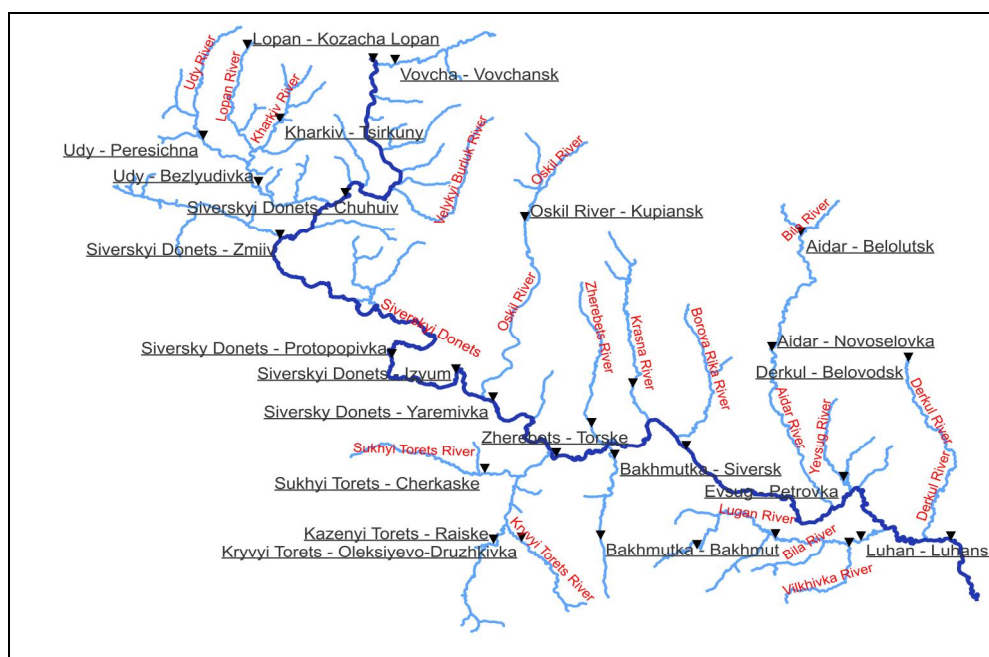 Lopan - Kozacha Lopan
Udy River
Lopan River
Vovcha - Vovchansk
Kharkiv River
Kharkiv - Tsirkuny
Udy - Peresichna
Velykyi Burluk River
Oskil River
Udy - Bezlyudivka
Siverskyi Donets - Chuhuiv
Oskil River - Kupiansk
Bila River
Aidar - Belolutsk
Siverskyi Donets - Zmiiv
Siverskyi Donets
Oskil River
Zherebets River
Krasna River
Borova Rika River
Siversky Donets - Protopopivka
Aidar - Novoselovka
Siverskyi Donets - Izyum
Derkul - Belovodsk
Derkul River
Siversky Donets - Yaremivka
Aidar River
Yevsug River
Zherebets - Torske
Sukhyi Torets River
Bakhmutka - Siversk
Sukhyi Torets - Cherkaske
Evsug - Petrovka
Derkul River
Lugan River
Kazenyi Torets - Raiske
Kryvyi Torets - Oleksiyevo-Druzhkivka
Kryvyi Torets River
Bakhmutka - Bakhmut
Bila River
Luhan - Luhans
Vilkhivka River